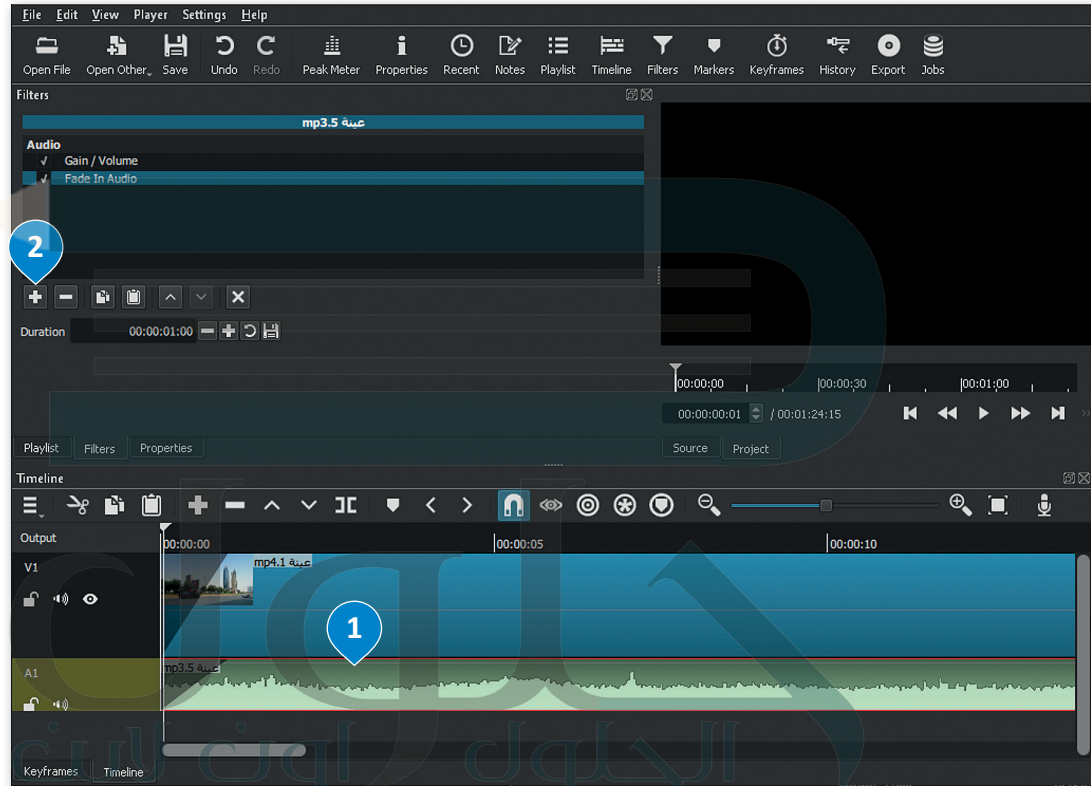 File Edit View Player Settings Help
Open File Open Other Save Undo Redo Peak Meter Properties Recent Notes Playlist Timeline Filters Markers Keyframes History Export Jobs
Filters
عينة 5.mp3
Audio
Gain / Volume
Fade In Audio
2
Duration 00:00:01:00
00:00:00 00:00:30 00:01:00
00:00:00:01 / 00:01:24:15
Playlist Filters Properties
Source Project
Timeline
Output
00:00:00 00:00:05 00:00:10
V1
عينة 1.mp4
1
A1
عينة 5.mp3
حلول
الحلول اون لاين
Keyframes Timeline